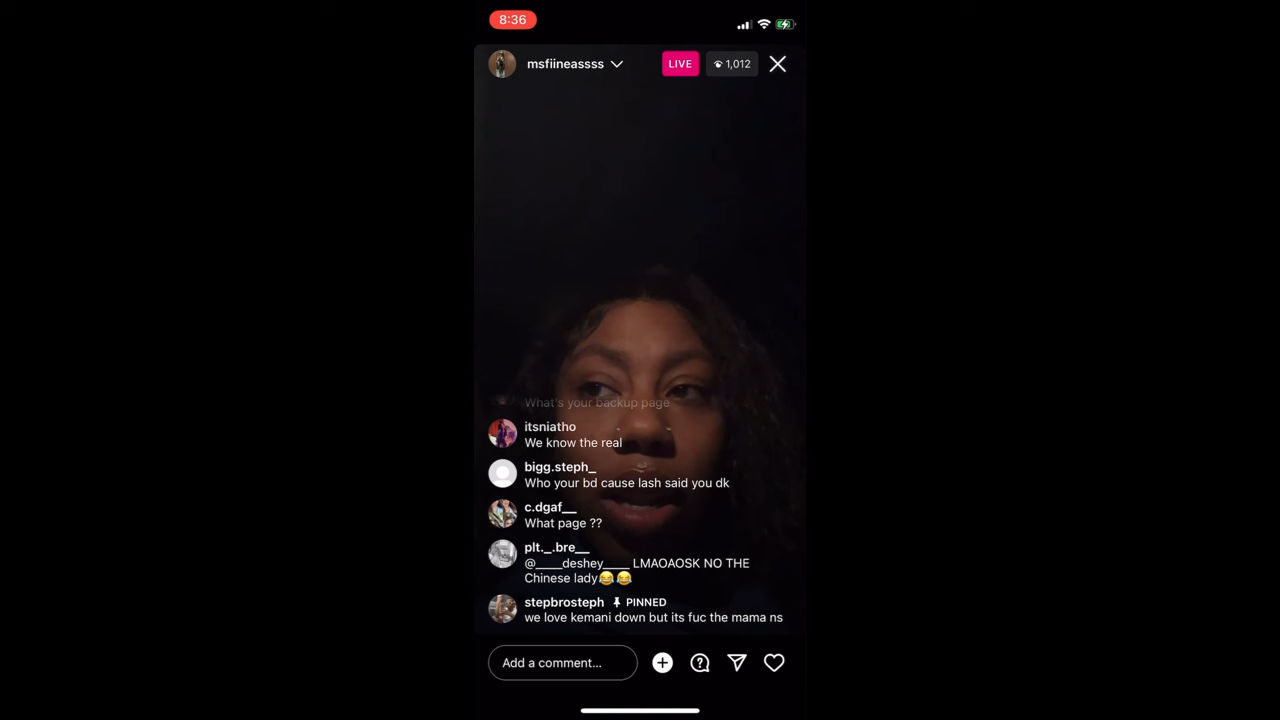 8:36
msfiineassss
LIVE
1,012
What's your backup page
itsniatho
We know the real
bigg.steph_
Who your bd cause lash said you dk
c.dgaf__
What page ??
plt._.bre__
@____deshey____ LMAOAOSK NO THE
Chinese lady😂😂
stepbrosteph PINNED
we love kemani down but its fuc the mama ns
Add a comment...